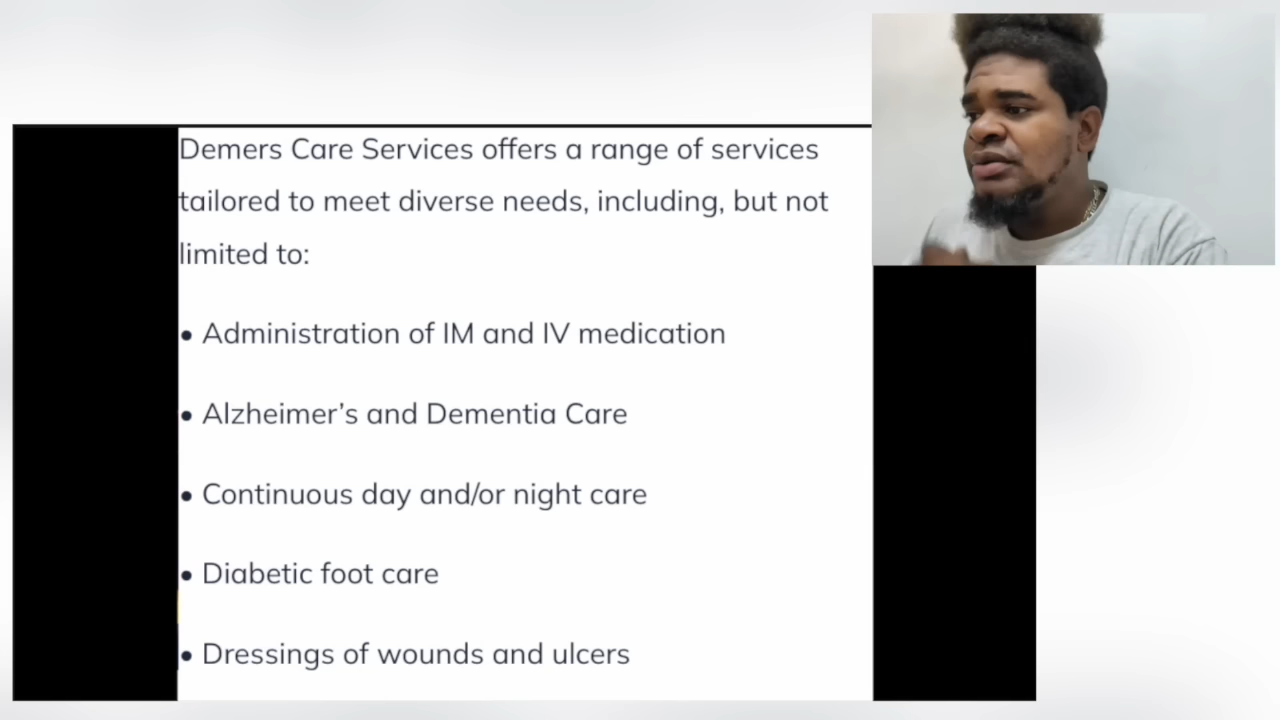 Demers Care Services offers a range of services
tailored to meet diverse needs, including, but not
limited to:
• Administration of IM and IV medication
• Alzheimer’s and Dementia Care
• Continuous day and/or night care
• Diabetic foot care
• Dressings of wounds and ulcers